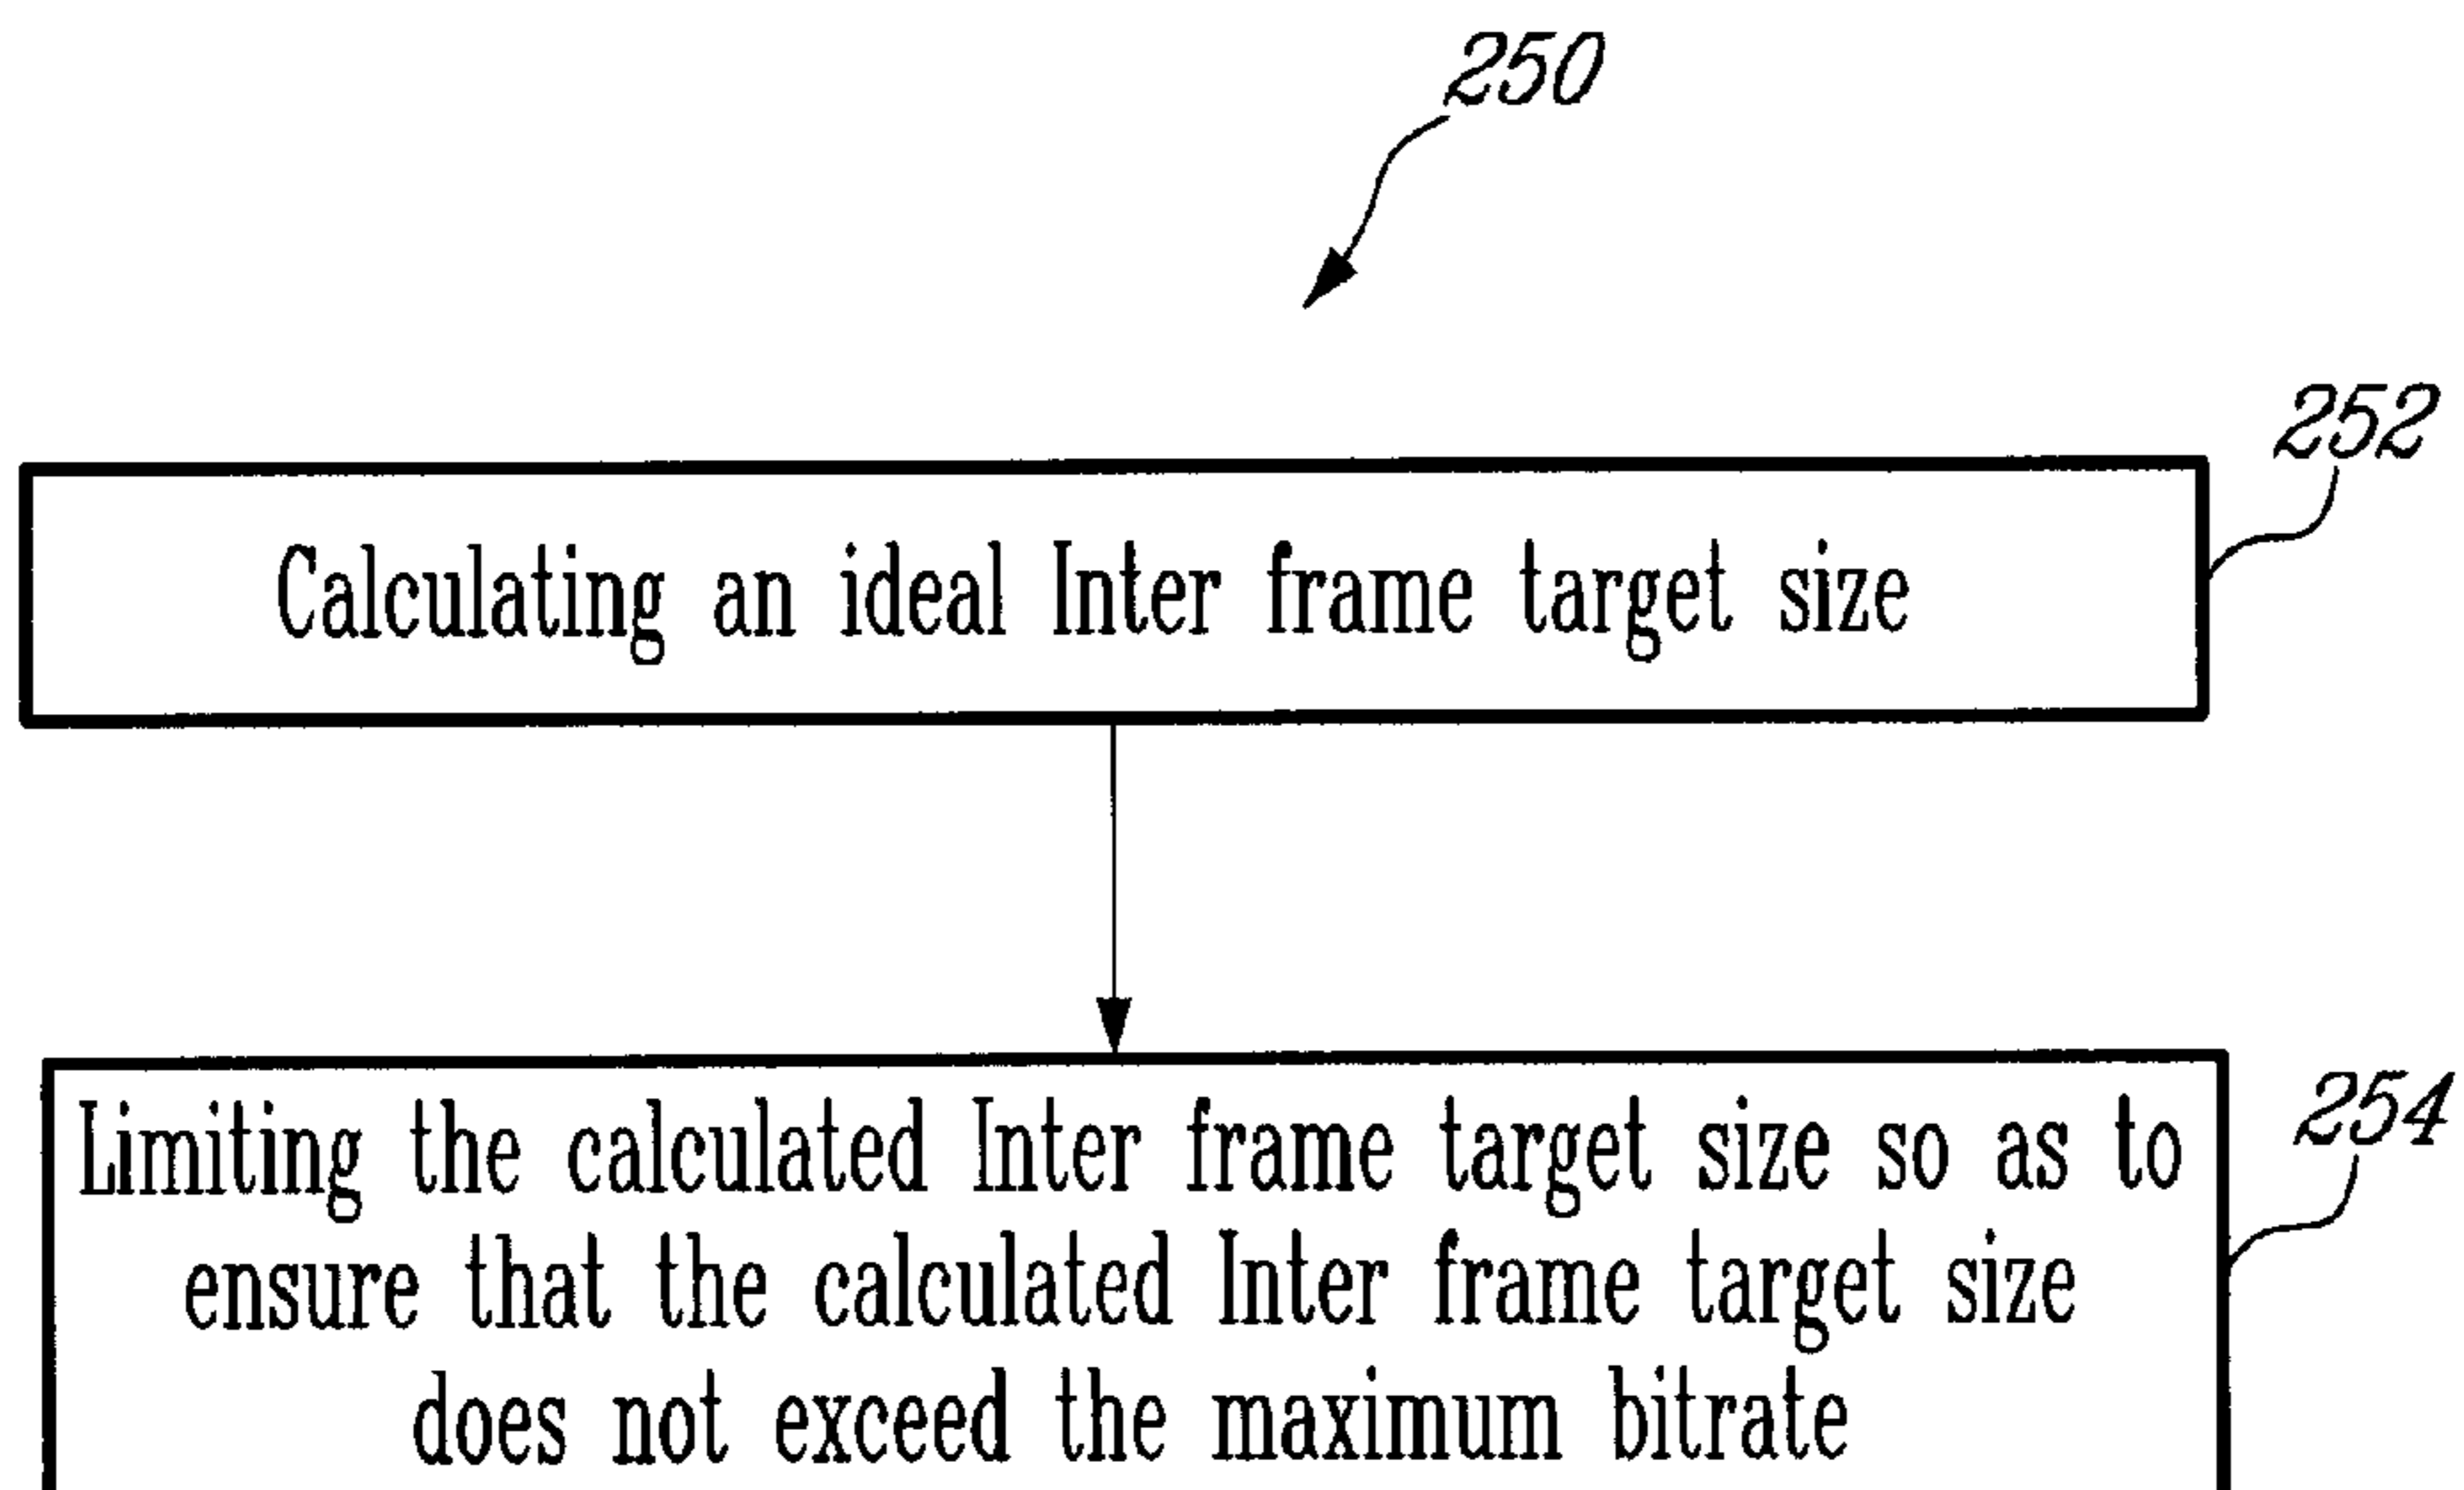 250
252
Calculating an ideal Inter frame target size
254
Limiting the calculated Inter frame target size so as to
ensure that the calculated Inter frame target size
does not exceed the maximum bitrate